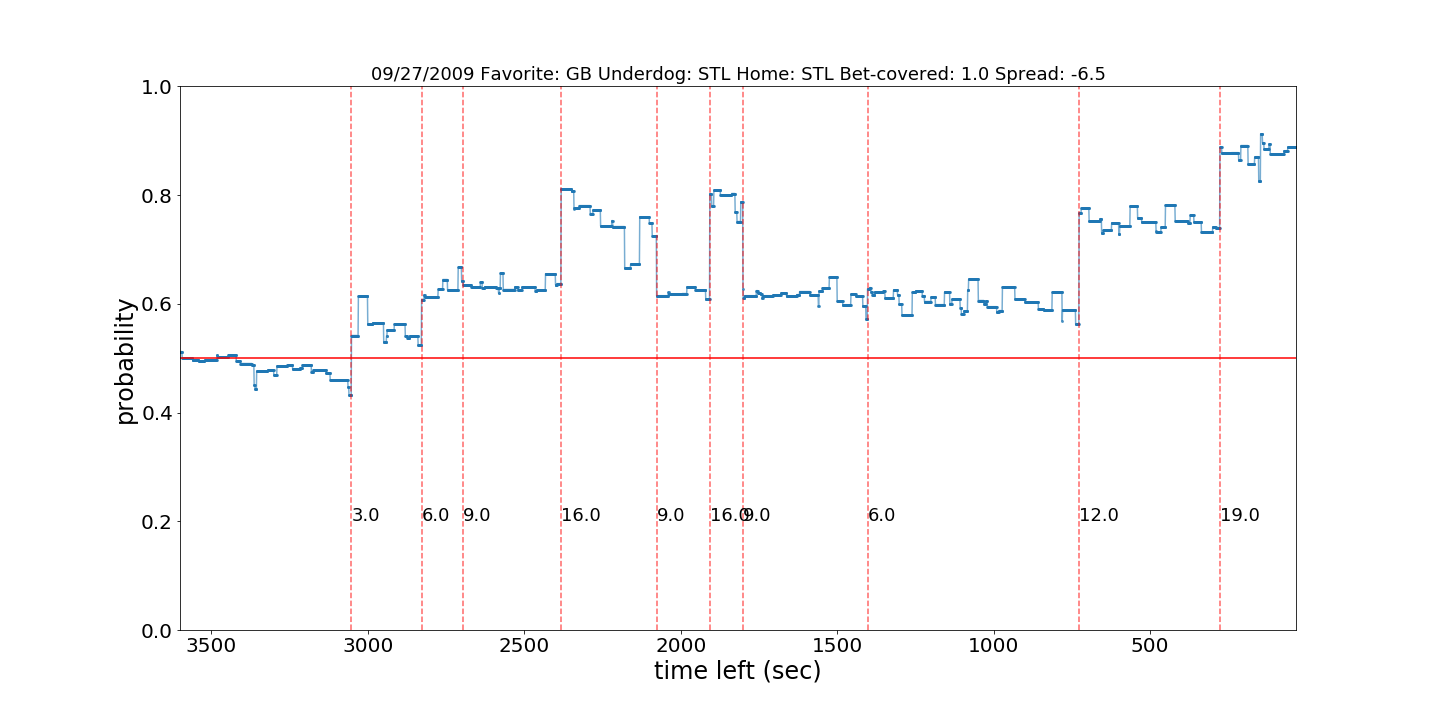 09/27/2009 Favorite: GB Underdog: STL Home: STL Bet-covered: 1.0 Spread: -6.5
1.0
0.8
0.6
0.4
0.2
0.0
probability
3.0 6.0 9.0 16.0 9.0 16.0 9.0 6.0 12.0 19.0
3500 3000 2500 2000 1500 1000 500
time left (sec)